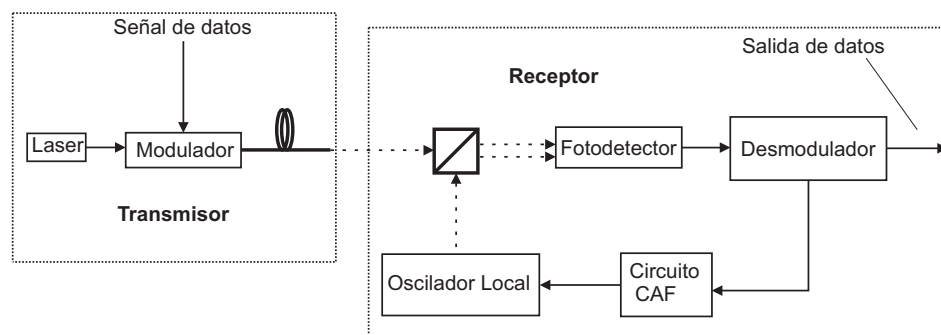 Señal de datos
Laser
Modulador
Transmisor
Receptor
Salida de datos
Fotodetector
Desmodulador
Oscilador Local
Circuito
CAF